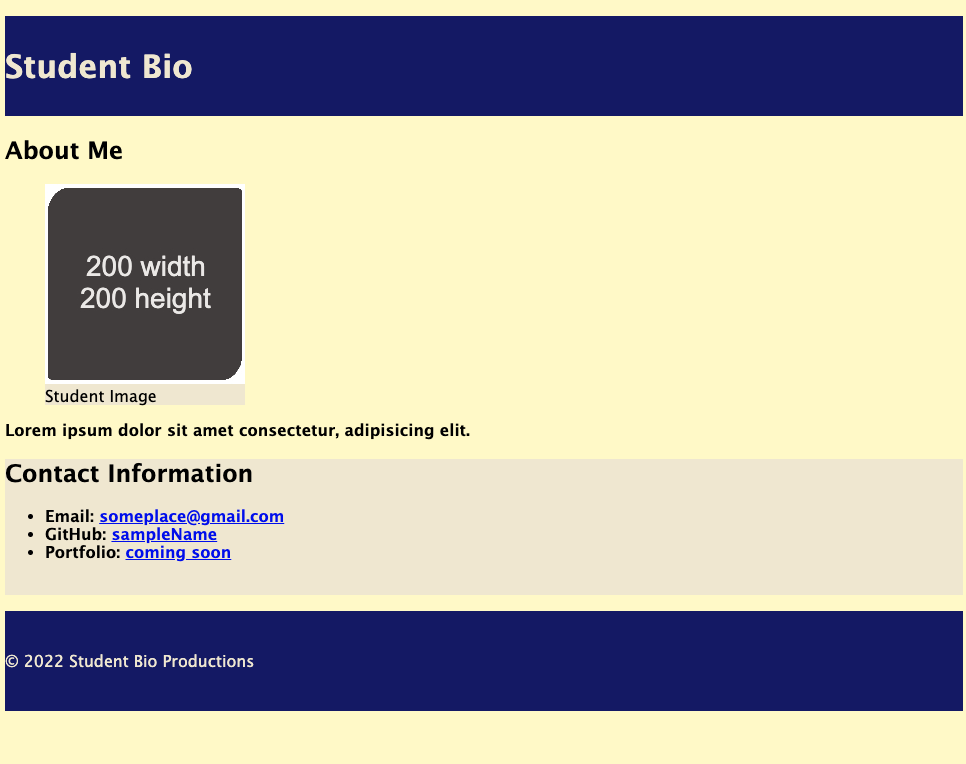 Student Bio
About Me
200 width
200 height
Student Image
Lorem ipsum dolor sit amet consectetur, adipisicing elit.
Contact Information
• Email: someplace@gmail.com
• GitHub: sampleName
• Portfolio: coming soon
© 2022 Student Bio Productions